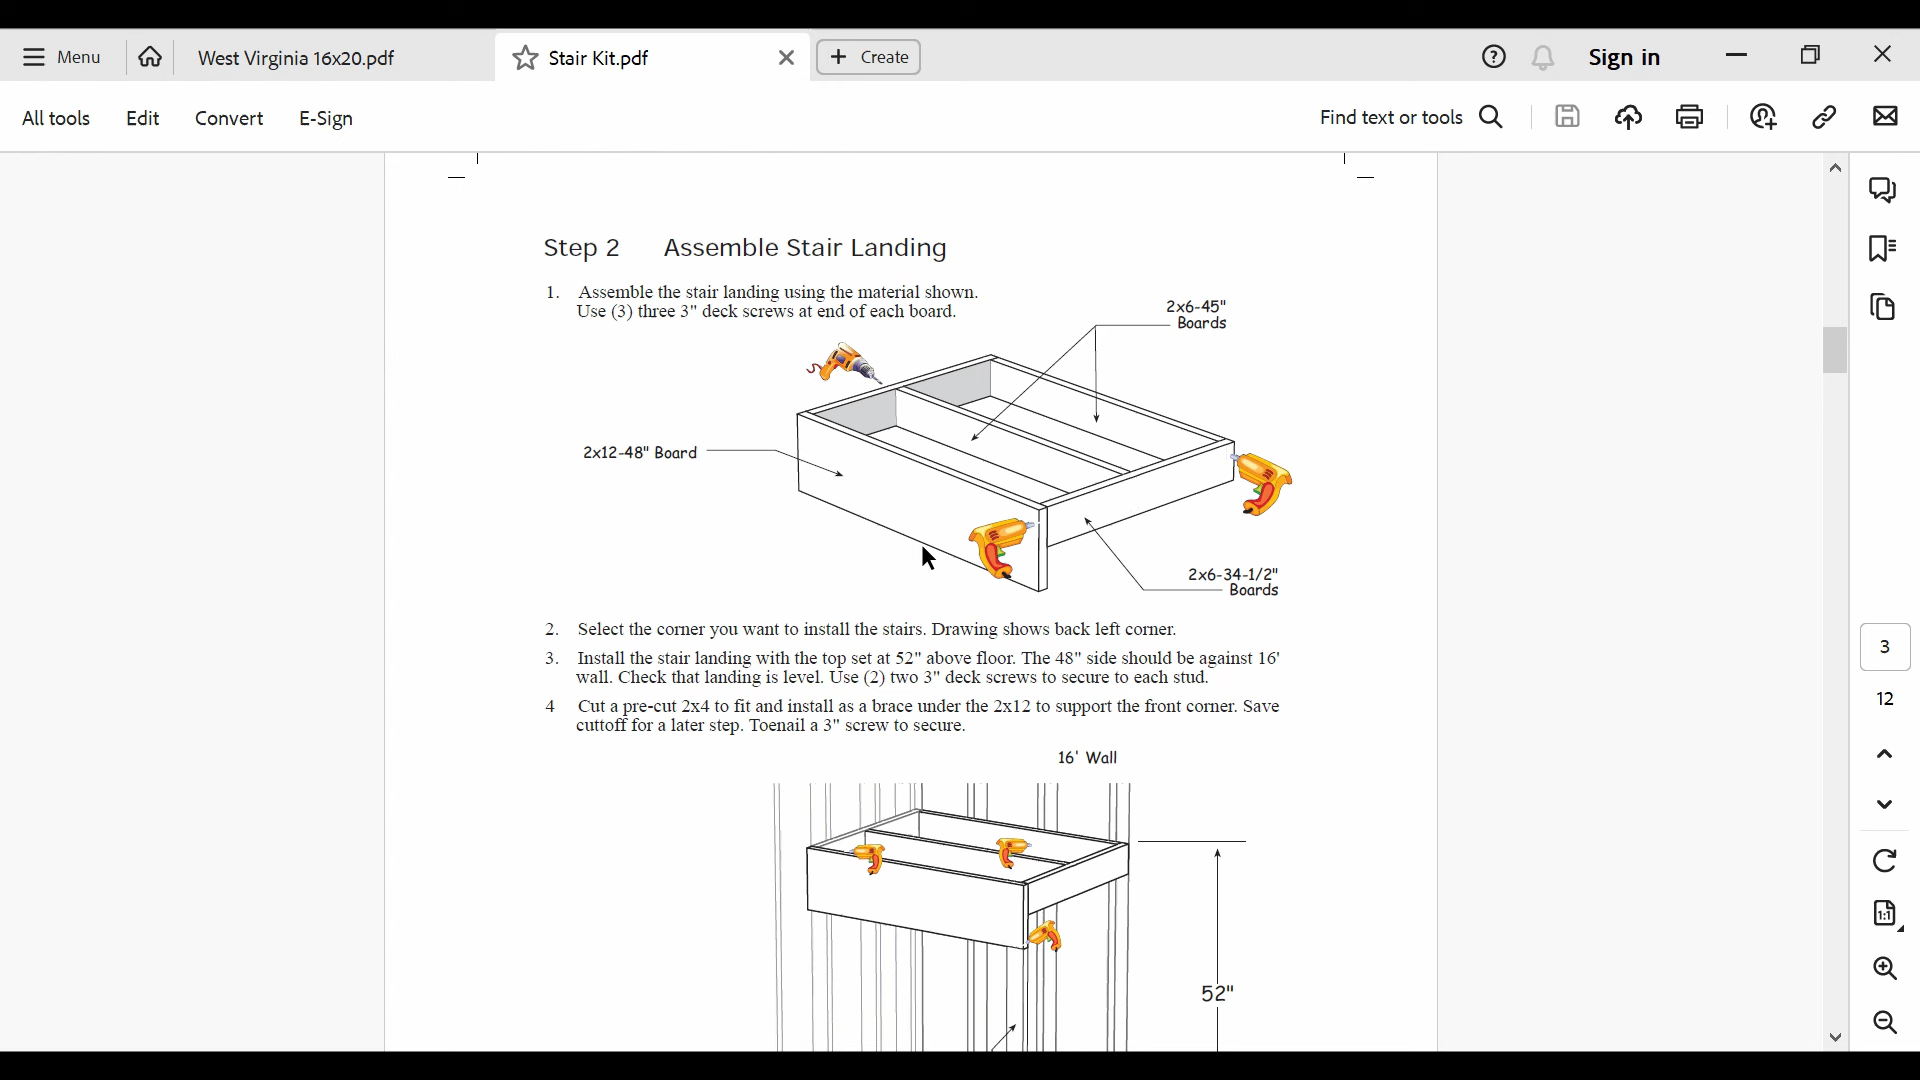 Menu
West Virginia 16x20.pdf
Stair Kit.pdf
Create
Sign in
All tools
Edit
Convert
E-Sign
Find text or tools
Step 2 Assemble Stair Landing
1. Assemble the stair landing using the material shown.
Use (3) three 3" deck screws at end of each board.
2x6-45"
Boards
2x12-48" Board
2x6-34-1/2"
Boards
2. Select the corner you want to install the stairs. Drawing shows back left corner.
3. Install the stair landing with the top set at 52" above floor. The 48" side should be against 16'
wall. Check that landing is level. Use (2) two 3" deck screws to secure to each stud.
4 Cut a pre-cut 2x4 to fit and install as a brace under the 2x12 to support the front corner. Save
cuttoff for a later step. Toenail a 3" screw to secure.
16' Wall
52"
3
12
1:1